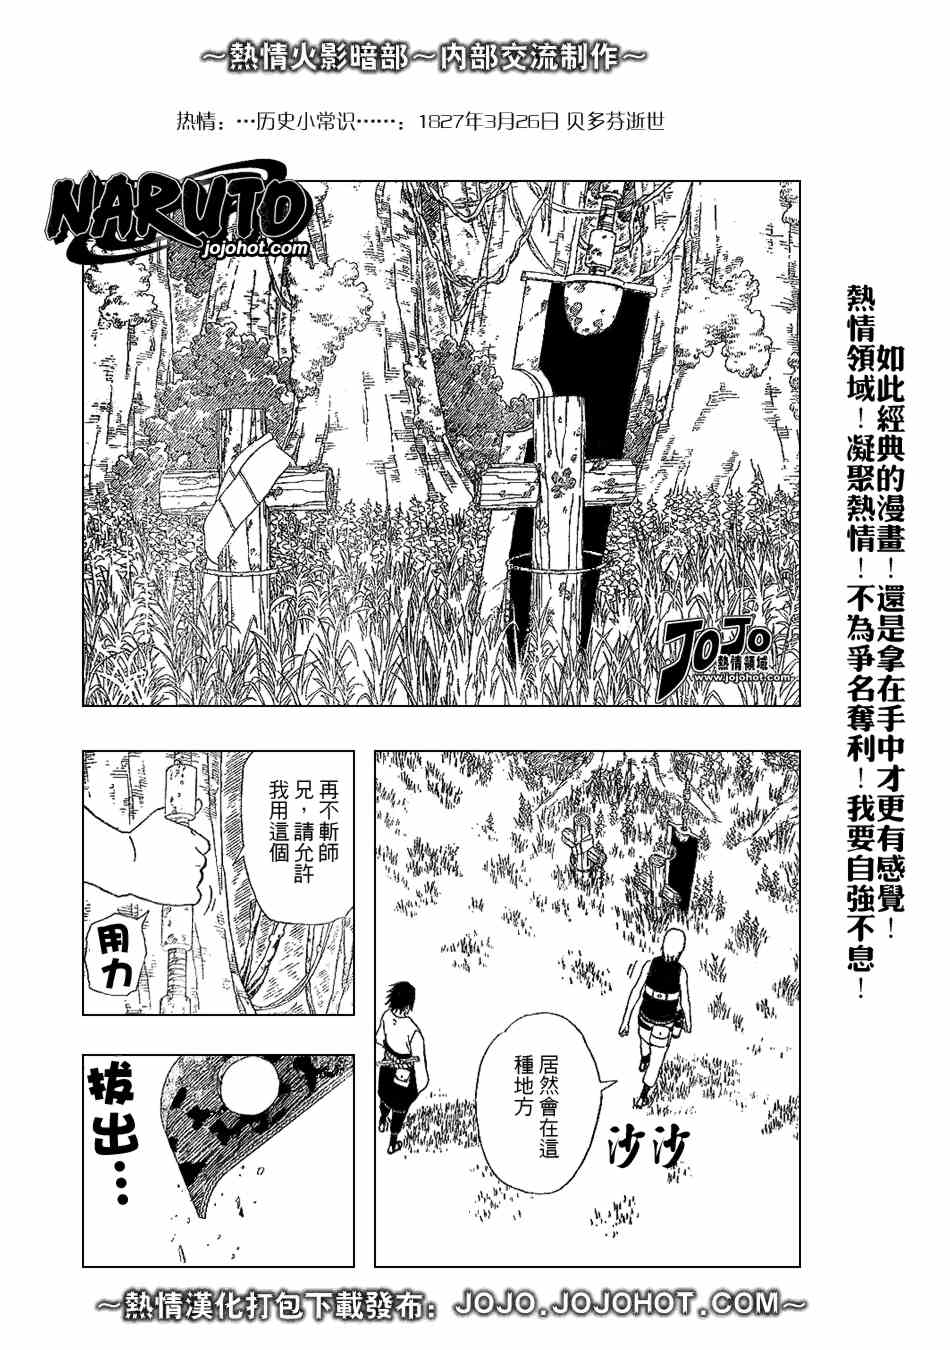 ～熱情火影暗部～内部交流制作～
热情：…历史小常识……：1827年3月26日 贝多芬逝世
NARUTO
jojohot.com
如此經典的漫畫！還是拿在手中才更有感覺！
熱情領域！凝聚熱情！不為爭名奪利！我要自強不息！
JOJO
熱情領域
www.jojohot.com
居然會在這
種地方
沙沙
再不斬師
兄，請允許
我用這個
用力
拔出…
～熱情漢化打包下載發布：JOJO.JOJOHOT.COM～